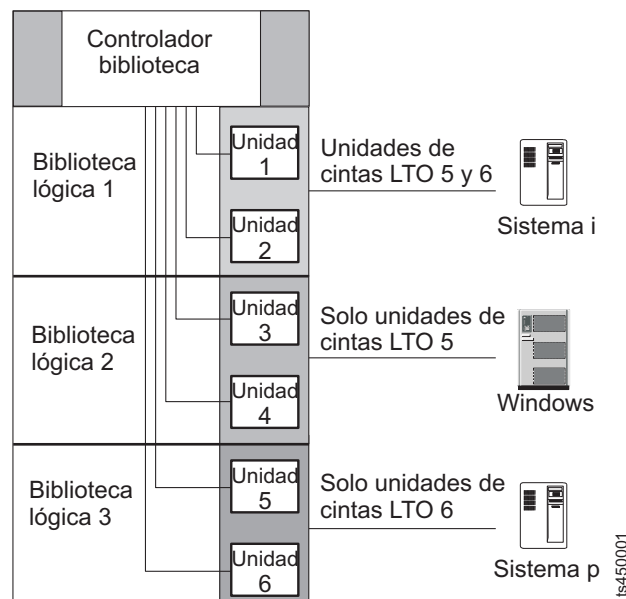 Controlador
biblioteca
Biblioteca
lógica 1
Unidad
1
Unidad
2
Unidades de
cintas LTO 5 y 6
Sistema i
Biblioteca
lógica 2
Unidad
3
Unidad
4
Solo unidades de
cintas LTO 5
Windows
Biblioteca
lógica 3
Unidad
5
Unidad
6
Solo unidades de
cintas LTO 6
Sistema p
ts450001